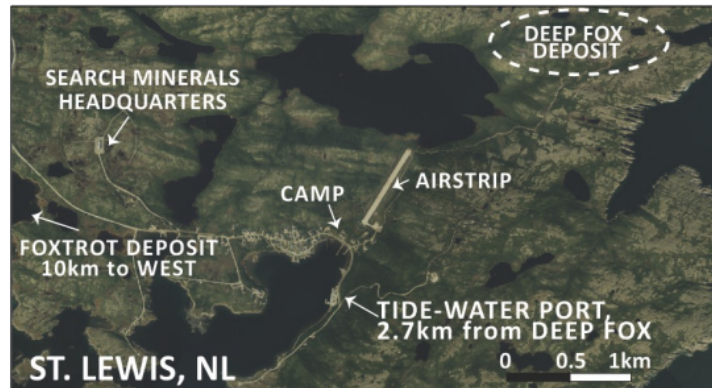 DEEP FOX
DEPOSIT
SEARCH MINERALS
HEADQUARTERS
AIRSTRIP
CAMP
FOXTROT DEPOSIT
10km to WEST
TIDE-WATER PORT,
2.7km from DEEP FOX
ST. LEWIS, NL
0 0.5 1km